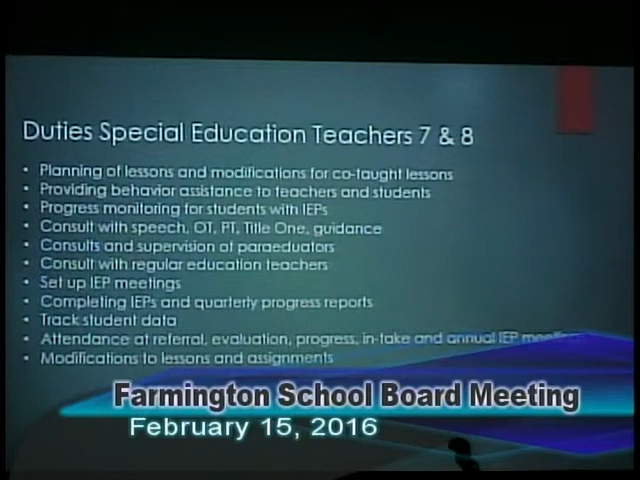 Duties Special Education Teachers 7 & 8
• Planning of lessons and modifications for co-taught lessons
• Providing behavior assistance to teachers and students
• Progress monitoring for students with IEPs
• Consult with speech, OT, PT, Title One, guidance
• Consults and supervision of paraeducators
• Consult with regular education teachers
• Set up IEP meetings
• Completing IEPs and quarterly progress reports
• Track student data
• Attendance at referral, evaluation, progress, in-take and annual IEP
• Modifications to lessons and assignments
Farmington School Board Meeting
February 15, 2016